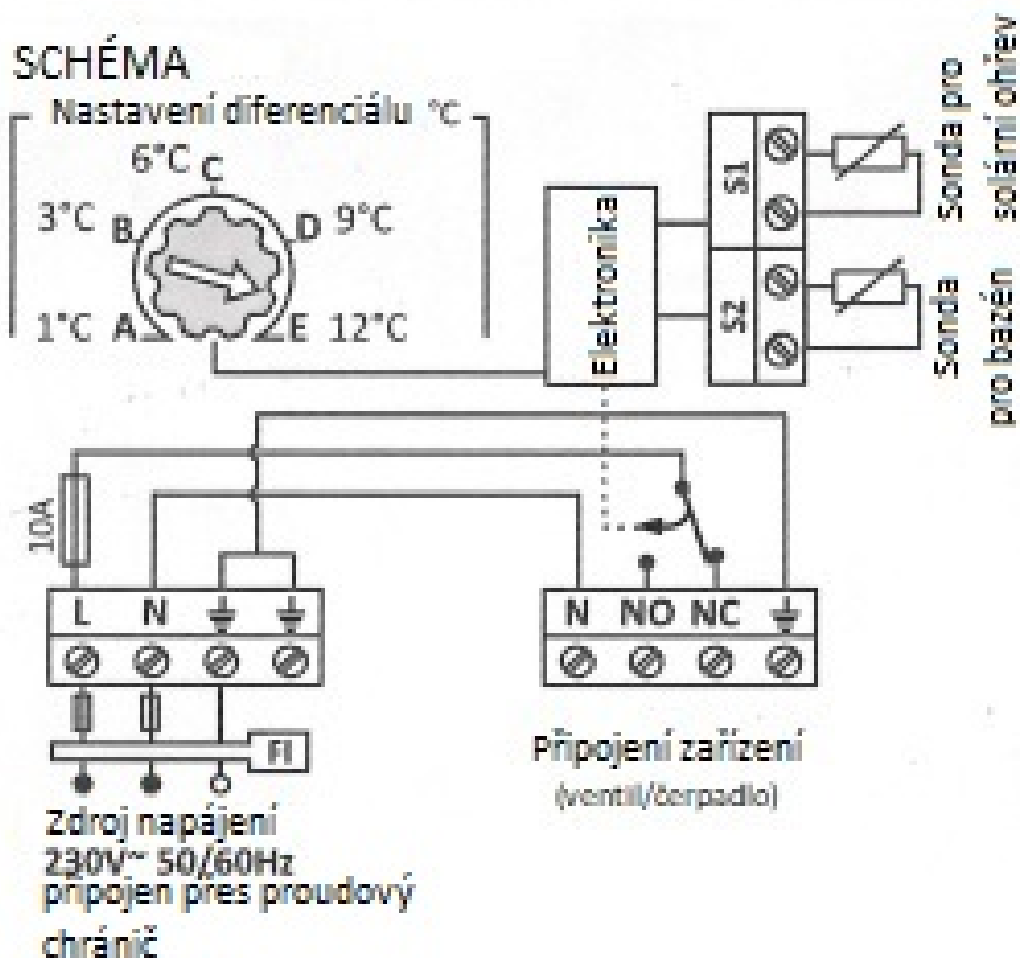 SCHÉMA
Nastavení diferenciálu °C
6°C C
3°C B D 9°C
1°C A E 12°C
Elektronika
S1
S2
Sonda pro
solární ohřev
Sonda
pro bazén
10A
L N
N NO NC
FI
Připojení zařízení
(ventil/čerpadlo)
Zdroj napájení
230V~ 50/60Hz
připojen přes proudový
chránič